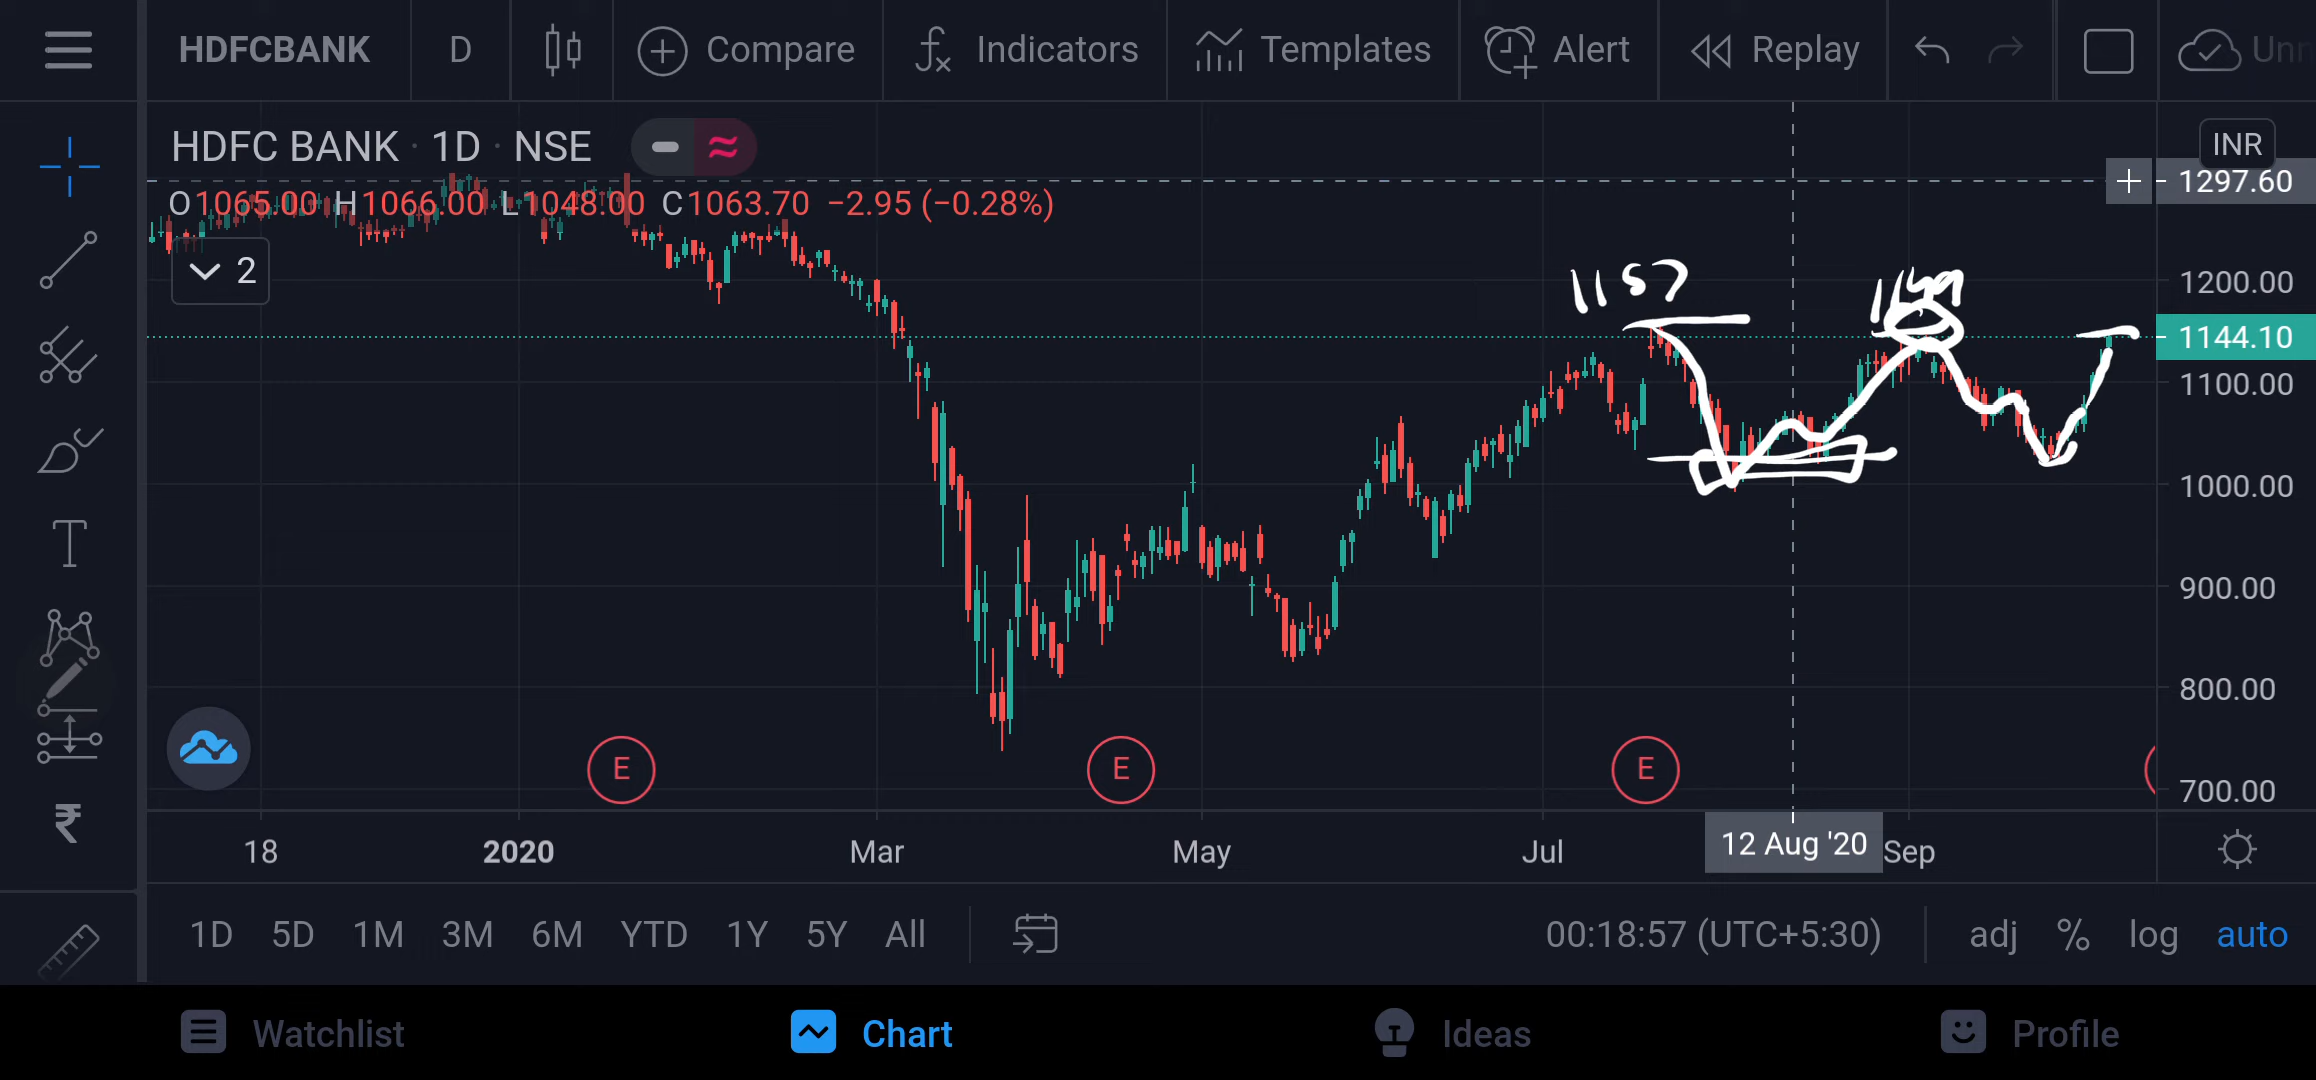 HDFCBANK D Compare Indicators Templates Alert Replay
HDFC BANK · 1D · NSE
INR
1297.60
O1065.00 H1066.00 L1048.00 C1063.70 −2.95 (−0.28%)
2
1157
1149
1200.00
1144.10
1100.00
1000.00
900.00
800.00
700.00
E E E
18 2020 Mar May Jul 12 Aug '20 Sep
1D 5D 1M 3M 6M YTD 1Y 5Y All 00:18:57 (UTC+5:30) adj % log auto
Watchlist Chart Ideas Profile